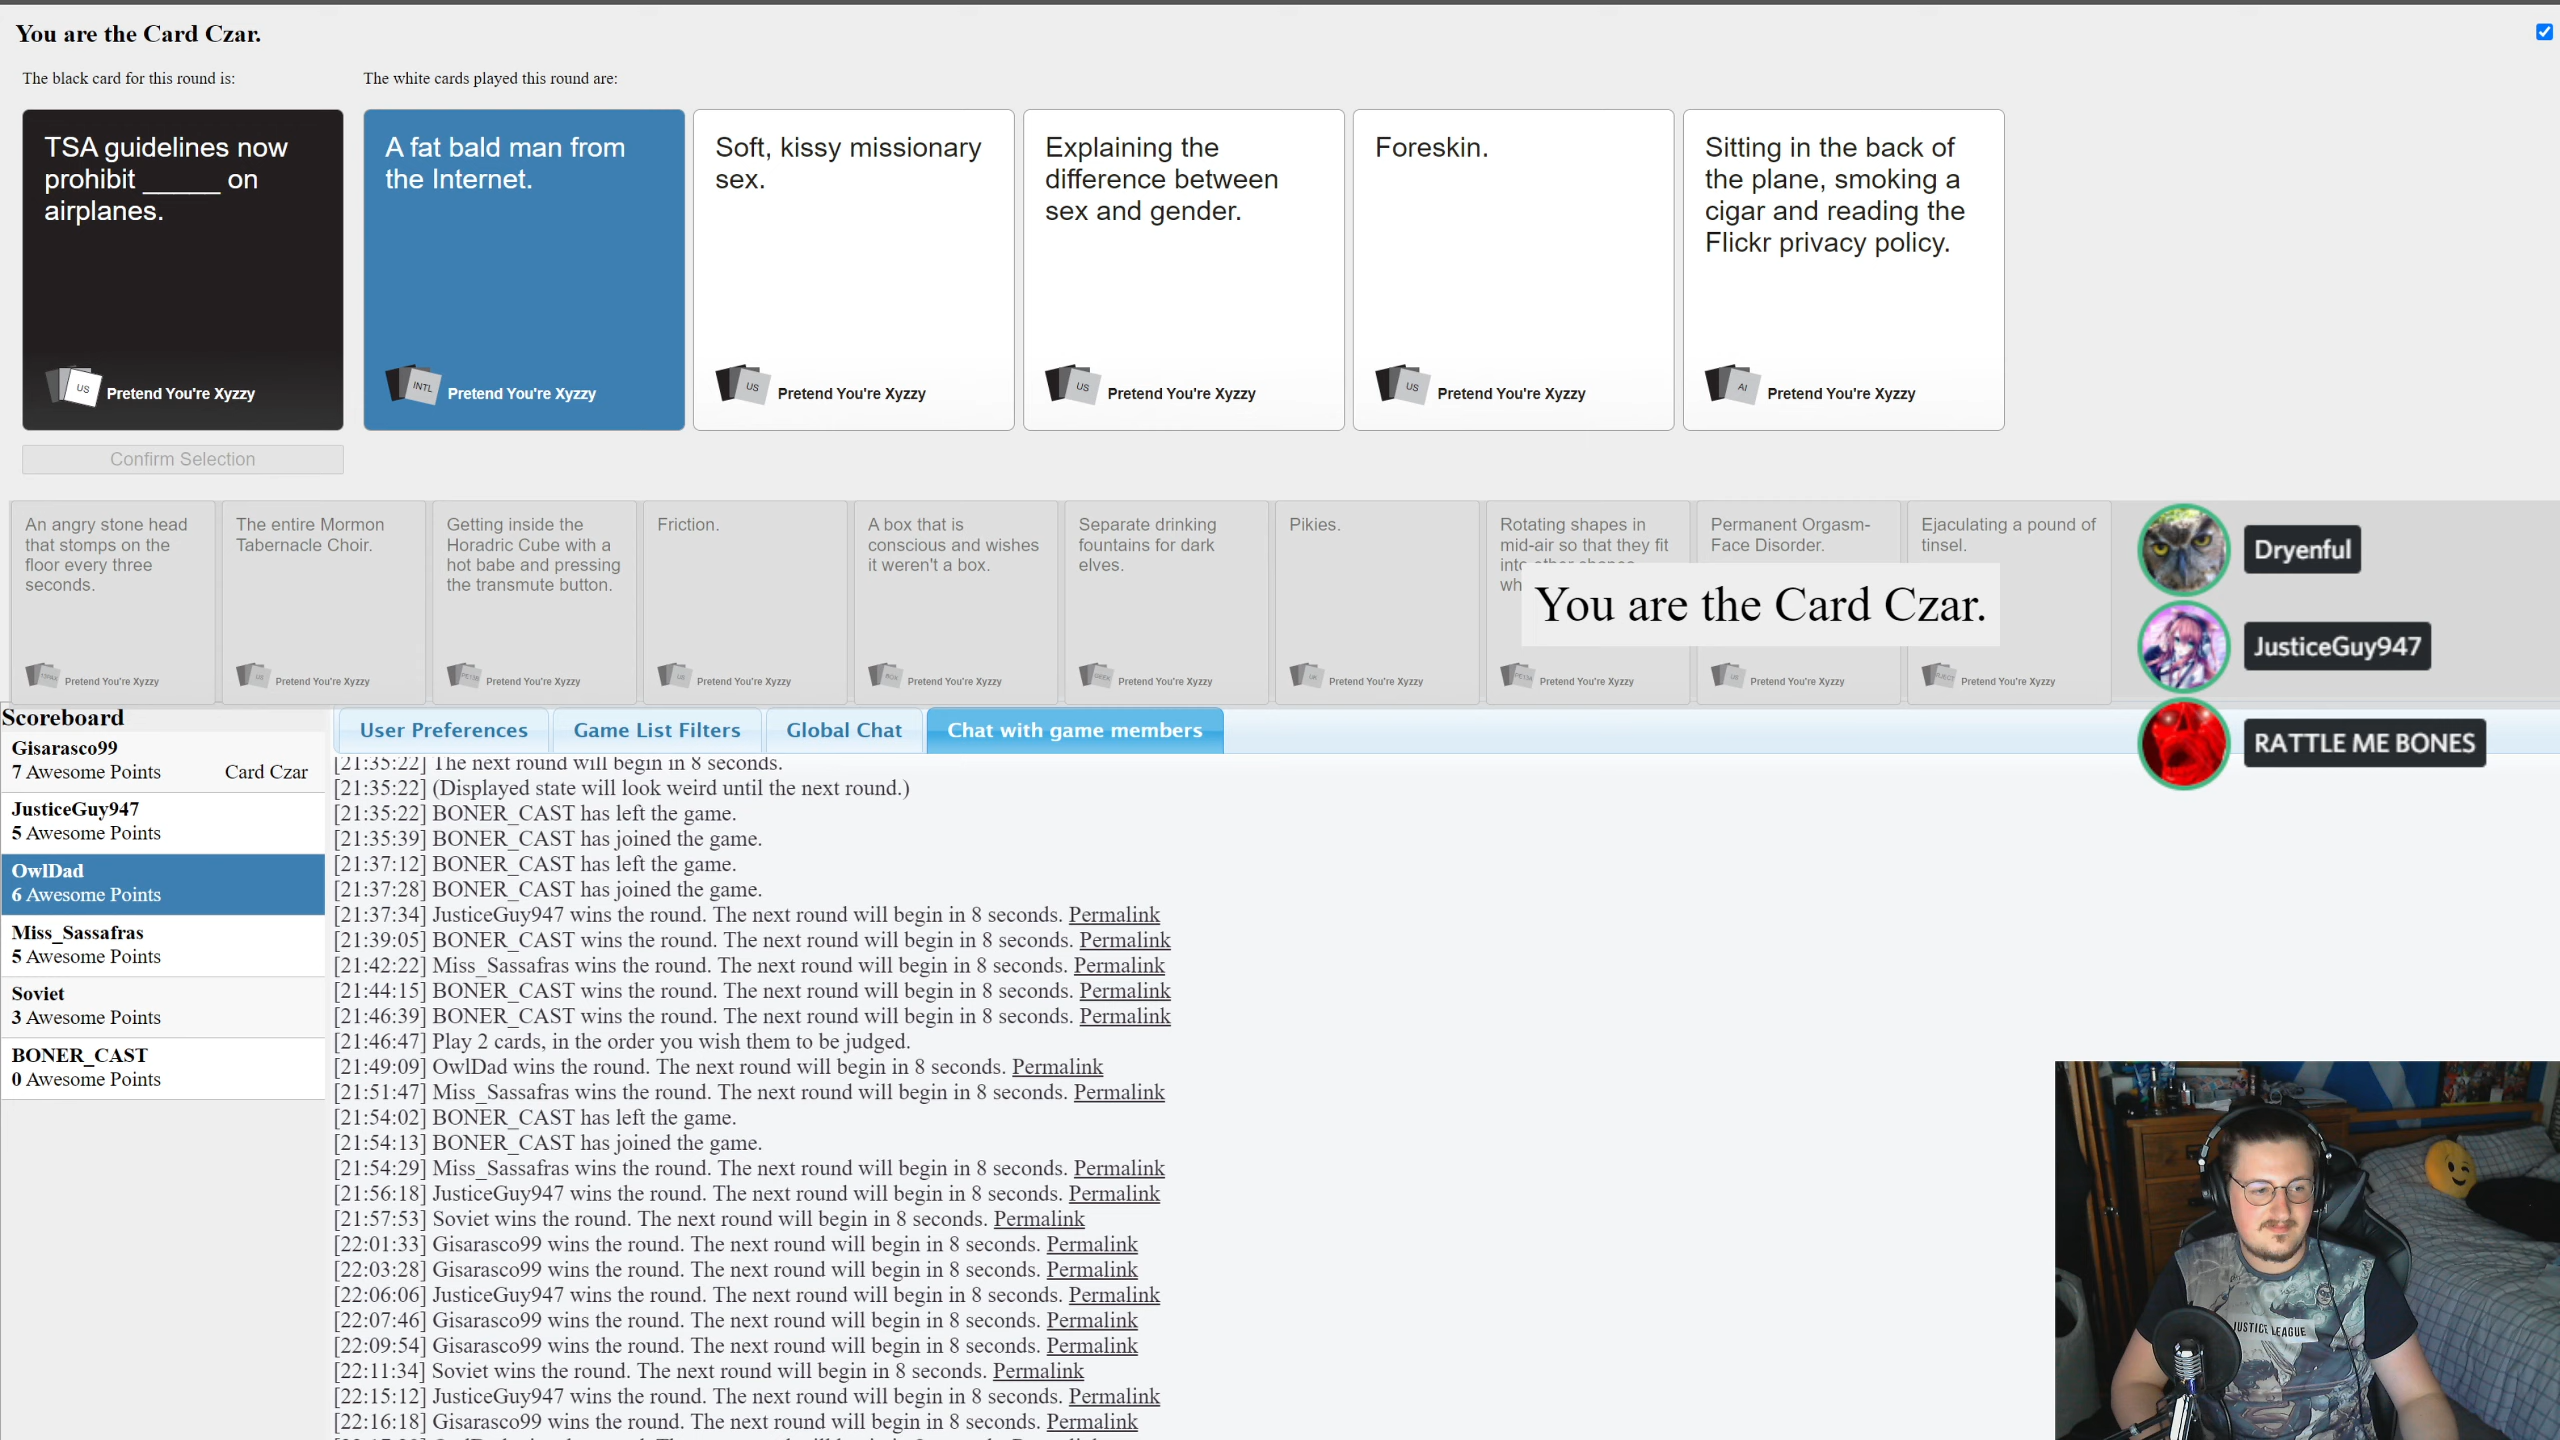 You are the Card Czar.
The black card for this round is:
The white cards played this round are:
TSA guidelines now
prohibit _____ on
airplanes.
US Pretend You're Xyzzy
A fat bald man from
the Internet.
INTL Pretend You're Xyzzy
Soft, kissy missionary
sex.
US Pretend You're Xyzzy
Explaining the
difference between
sex and gender.
US Pretend You're Xyzzy
Foreskin.
US Pretend You're Xyzzy
Sitting in the back of
the plane, smoking a
cigar and reading the
Flickr privacy policy.
AI Pretend You're Xyzzy
Confirm Selection
An angry stone head
that stomps on the
floor every three
seconds.
Pretend You're Xyzzy
The entire Mormon
Tabernacle Choir.
US Pretend You're Xyzzy
Getting inside the
Horadric Cube with a
hot babe and pressing
the transmute button.
Pretend You're Xyzzy
Friction.
US Pretend You're Xyzzy
A box that is
conscious and wishes
it weren't a box.
BOX Pretend You're Xyzzy
Separate drinking
fountains for dark
elves.
GEEK Pretend You're Xyzzy
Pikies.
UK Pretend You're Xyzzy
Rotating shapes in
mid-air so that they fit
into other shapes
wh
Pretend You're Xyzzy
Permanent Orgasm-
Face Disorder.
US Pretend You're Xyzzy
Ejaculating a pound of
tinsel.
Pretend You're Xyzzy
You are the Card Czar.
Dryenful
JusticeGuy947
RATTLE ME BONES
Scoreboard
Gisarasco99
7 Awesome Points Card Czar
JusticeGuy947
5 Awesome Points
OwlDad
6 Awesome Points
Miss_Sassafras
5 Awesome Points
Soviet
3 Awesome Points
BONER_CAST
0 Awesome Points
User Preferences
Game List Filters
Global Chat
Chat with game members
[21:35:22] The next round will begin in 8 seconds.
[21:35:22] (Displayed state will look weird until the next round.)
[21:35:22] BONER_CAST has left the game.
[21:35:39] BONER_CAST has joined the game.
[21:37:12] BONER_CAST has left the game.
[21:37:28] BONER_CAST has joined the game.
[21:37:34] JusticeGuy947 wins the round. The next round will begin in 8 seconds. Permalink
[21:39:05] BONER_CAST wins the round. The next round will begin in 8 seconds. Permalink
[21:42:22] Miss_Sassafras wins the round. The next round will begin in 8 seconds. Permalink
[21:44:15] BONER_CAST wins the round. The next round will begin in 8 seconds. Permalink
[21:46:39] BONER_CAST wins the round. The next round will begin in 8 seconds. Permalink
[21:46:47] Play 2 cards, in the order you wish them to be judged.
[21:49:09] OwlDad wins the round. The next round will begin in 8 seconds. Permalink
[21:51:47] Miss_Sassafras wins the round. The next round will begin in 8 seconds. Permalink
[21:54:02] BONER_CAST has left the game.
[21:54:13] BONER_CAST has joined the game.
[21:54:29] Miss_Sassafras wins the round. The next round will begin in 8 seconds. Permalink
[21:56:18] JusticeGuy947 wins the round. The next round will begin in 8 seconds. Permalink
[21:57:53] Soviet wins the round. The next round will begin in 8 seconds. Permalink
[22:01:33] Gisarasco99 wins the round. The next round will begin in 8 seconds. Permalink
[22:03:28] Gisarasco99 wins the round. The next round will begin in 8 seconds. Permalink
[22:06:06] JusticeGuy947 wins the round. The next round will begin in 8 seconds. Permalink
[22:07:46] Gisarasco99 wins the round. The next round will begin in 8 seconds. Permalink
[22:09:54] Gisarasco99 wins the round. The next round will begin in 8 seconds. Permalink
[22:11:34] Soviet wins the round. The next round will begin in 8 seconds. Permalink
[22:15:12] JusticeGuy947 wins the round. The next round will begin in 8 seconds. Permalink
[22:16:18] Gisarasco99 wins the round. The next round will begin in 8 seconds. Permalink
JUSTICE LEAGUE